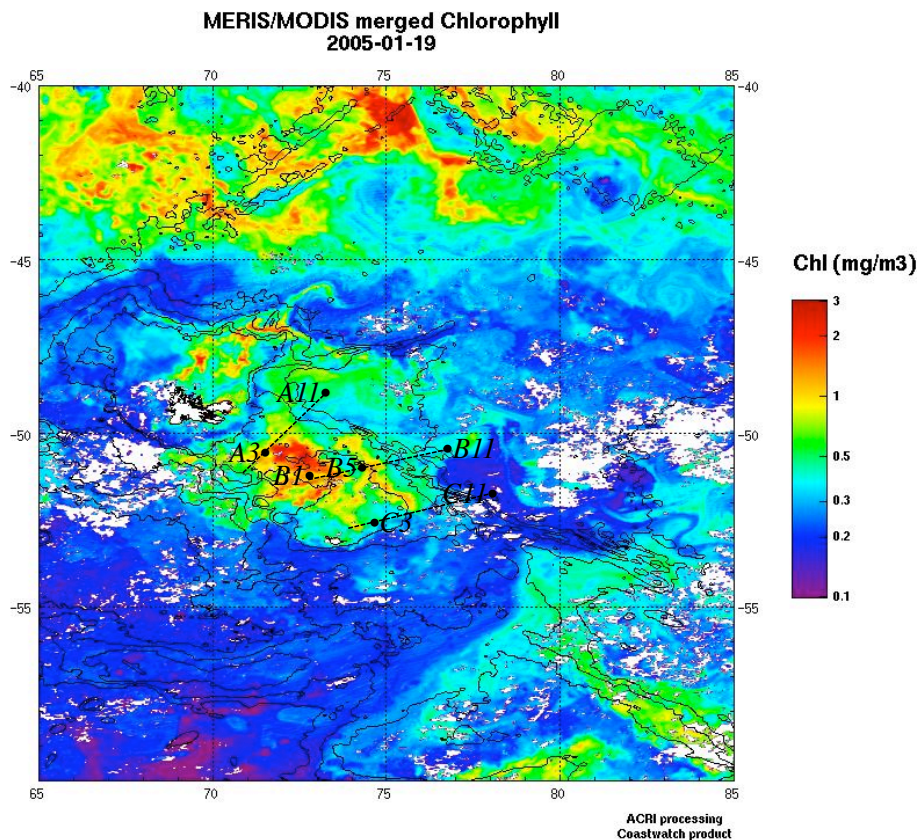 MERIS/MODIS merged Chlorophyll
2005-01-19
65 70 75 80 85
-40 -40
-45 -45
-50 -50
-55 -55
65 70 75 80 85
A11
A3
B1
B5
B11
C11
C3
Chl (mg/m3)
3
2
1
0.5
0.3
0.2
0.1
ACRI processing
Coastwatch product